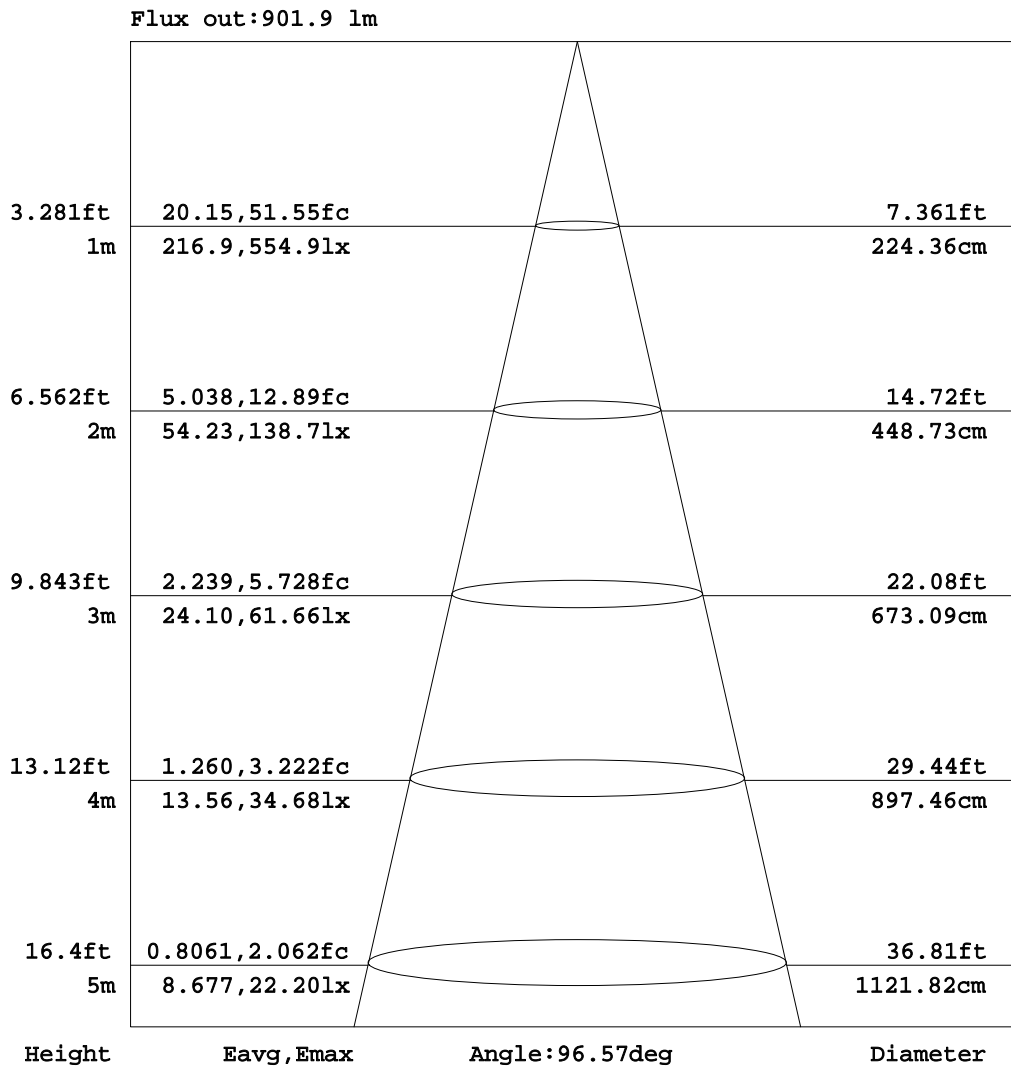 Flux out:901.9 lm
3.281ft 20.15,51.55fc 7.361ft
1m 216.9,554.9lx 224.36cm
6.562ft 5.038,12.89fc 14.72ft
2m 54.23,138.7lx 448.73cm
9.843ft 2.239,5.728fc 22.08ft
3m 24.10,61.66lx 673.09cm
13.12ft 1.260,3.222fc 29.44ft
4m 13.56,34.68lx 897.46cm
16.4ft 0.8061,2.062fc 36.81ft
5m 8.677,22.20lx 1121.82cm
Height Eavg,Emax Angle:96.57deg Diameter